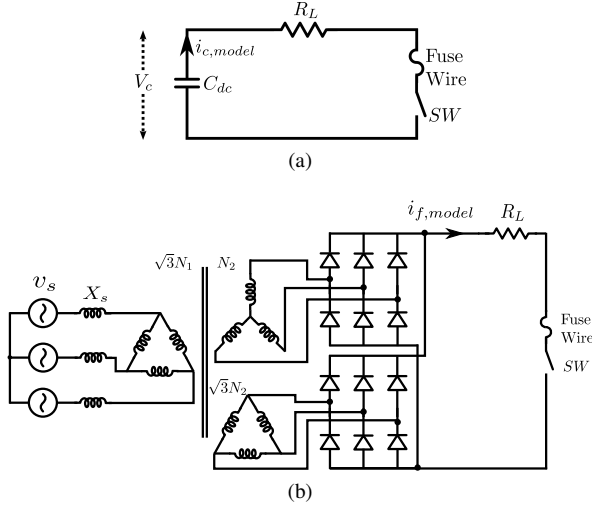 R_L
i_{c,model}
V_c
C_{dc}
Fuse
Wire
SW
(a)
i_{f,model}
R_L
√3N_1
N_2
v_s
X_s
Fuse
Wire
SW
√3N_2
(b)